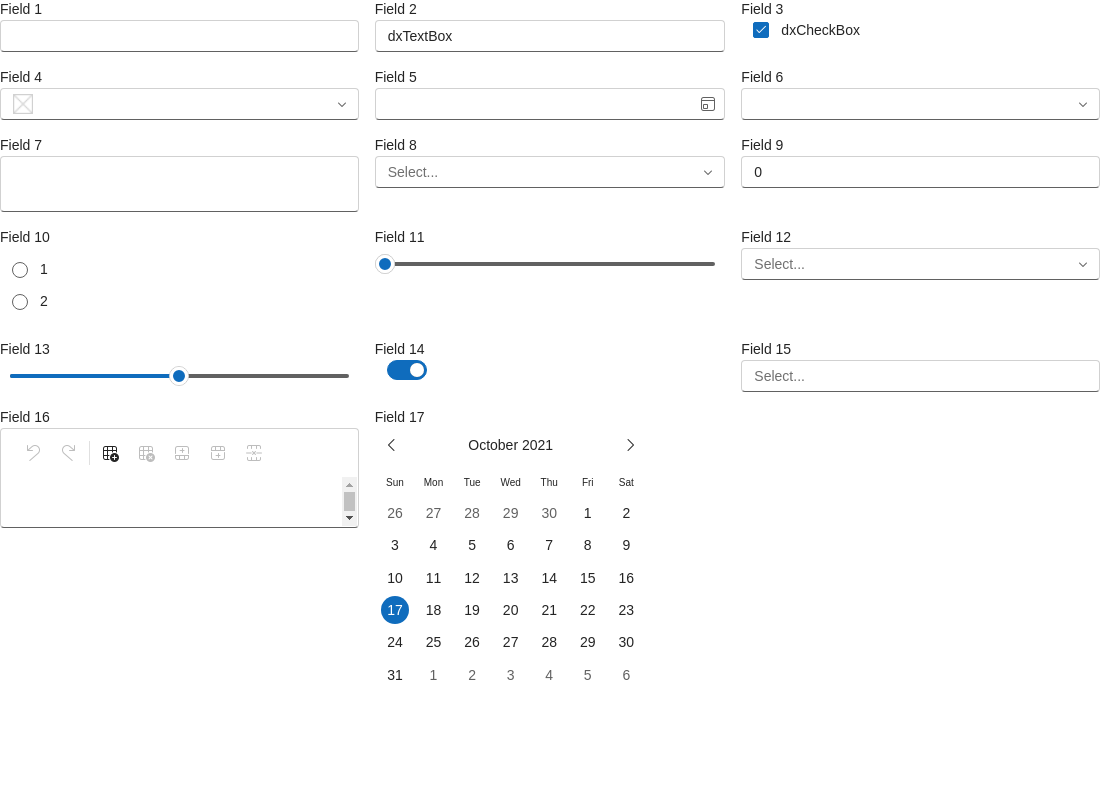 Field 1
Field 2
Field 3
dxTextBox
dxCheckBox
Field 4
Field 5
Field 6
Field 7
Field 8
Field 9
Select...
0
Field 10
Field 11
Field 12
1
2
Select...
Field 13
Field 14
Field 15
Select...
Field 16
Field 17
October 2021
Sun Mon Tue Wed Thu Fri Sat
26 27 28 29 30 1 2
3 4 5 6 7 8 9
10 11 12 13 14 15 16
17 18 19 20 21 22 23
24 25 26 27 28 29 30
31 1 2 3 4 5 6